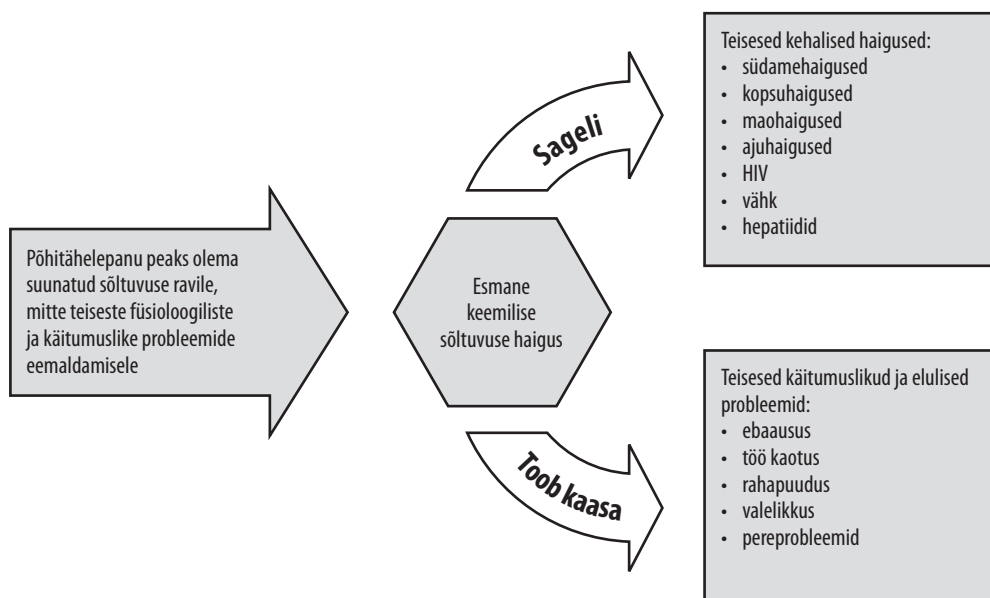 Põhitähelepanu peaks olema
suunatud sõltuvuse ravile,
mitte teiseste füsioloogiliste
ja käitumuslike probleemide
eemaldamisele
Esmane
keemilise
sõltuvuse haigus
Sageli
Teisesed kehalised haigused:
• südamehaigused
• kopsuhaigused
• maohaigused
• ajuhaigused
• HIV
• vähk
• hepatiidid
Toob kaasa
Teisesed käitumuslikud ja elulised
probleemid:
• ebaausus
• töö kaotus
• rahapuudus
• valelikkus
• pereprobleemid